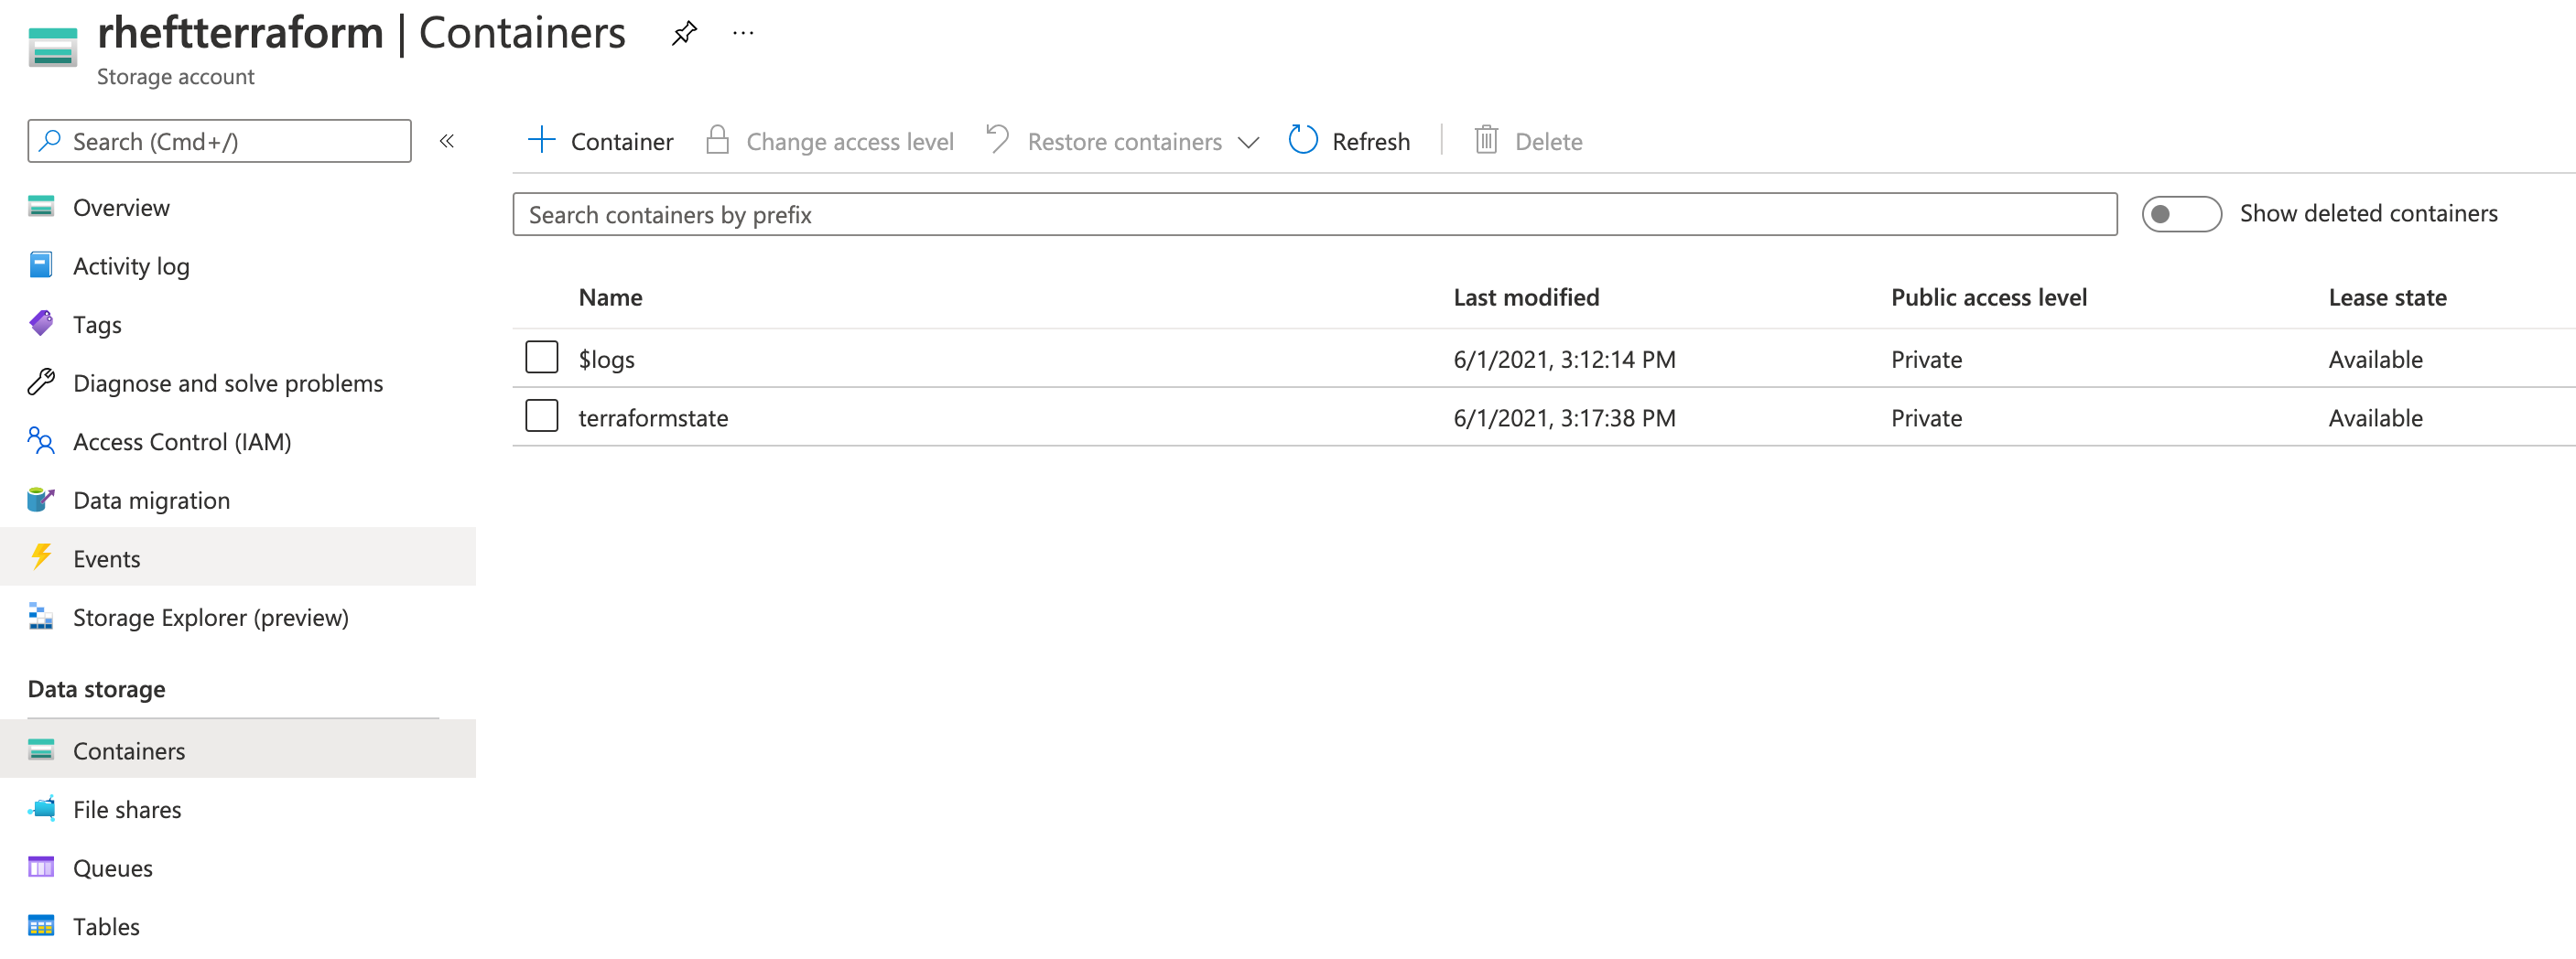 rheftterraform | Containers ...
Storage account
Search (Cmd+/) «
Overview
Activity log
Tags
Diagnose and solve problems
Access Control (IAM)
Data migration
Events
Storage Explorer (preview)
Data storage
Containers
File shares
Queues
Tables
Container Change access level Restore containers Refresh Delete
Search containers by prefix Show deleted containers
Name Last modified Public access level Lease state
$logs 6/1/2021, 3:12:14 PM Private Available
terraformstate 6/1/2021, 3:17:38 PM Private Available